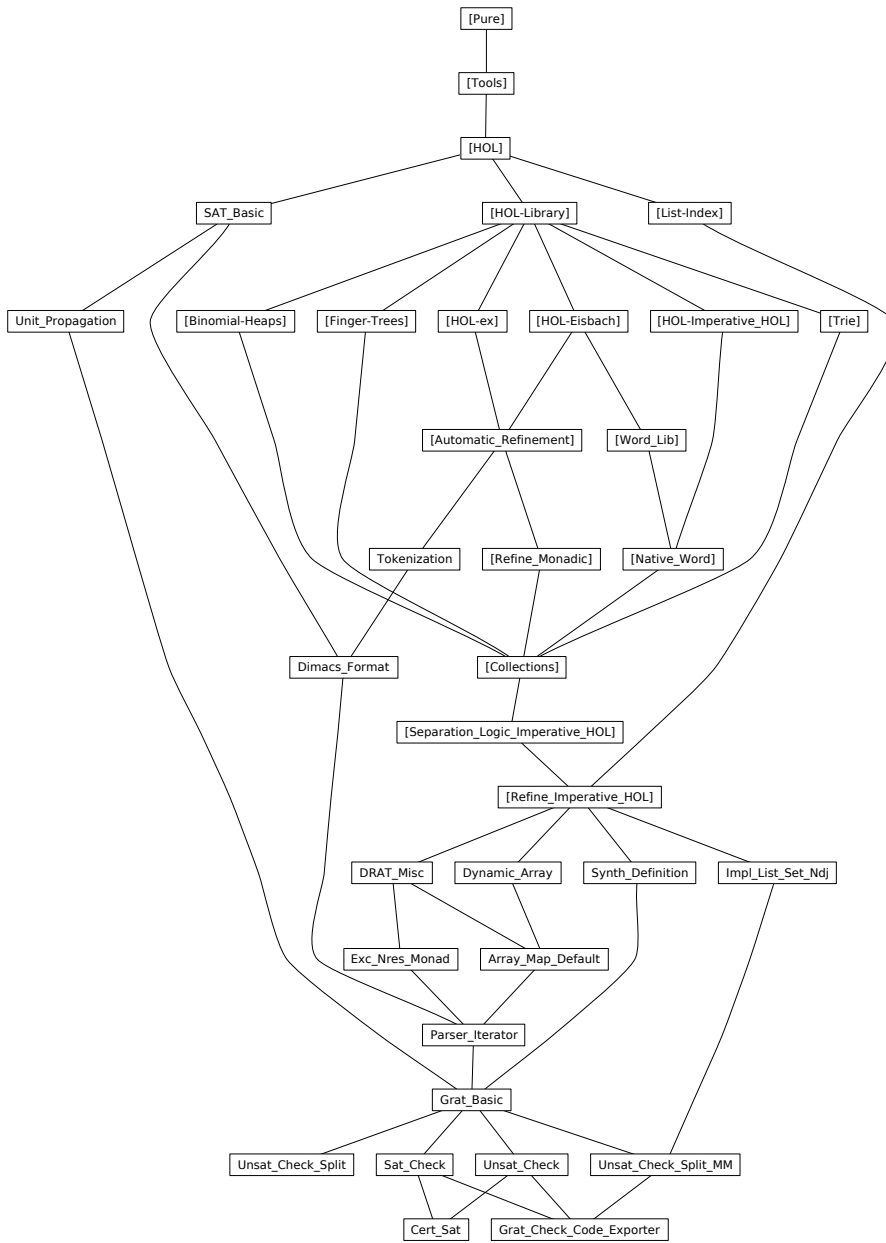 [Pure]
[Tools]
[HOL]
SAT_Basic
[HOL-Library]
[List-Index]
Unit_Propagation
[Binomial-Heaps]
[Finger-Trees]
[HOL-ex]
[HOL-Eisbach]
[HOL-Imperative_HOL]
[Trie]
[Automatic_Refinement]
[Word_Lib]
Tokenization
[Refine_Monadic]
[Native_Word]
Dimacs_Format
[Collections]
[Separation_Logic_Imperative_HOL]
[Refine_Imperative_HOL]
DRAT_Misc
Dynamic_Array
Synth_Definition
Impl_List_Set_Ndj
Exc_Nres_Monad
Array_Map_Default
Parser_Iterator
Grat_Basic
Unsat_Check_Split
Sat_Check
Unsat_Check
Unsat_Check_Split_MM
Cert_Sat
Grat_Check_Code_Exporter